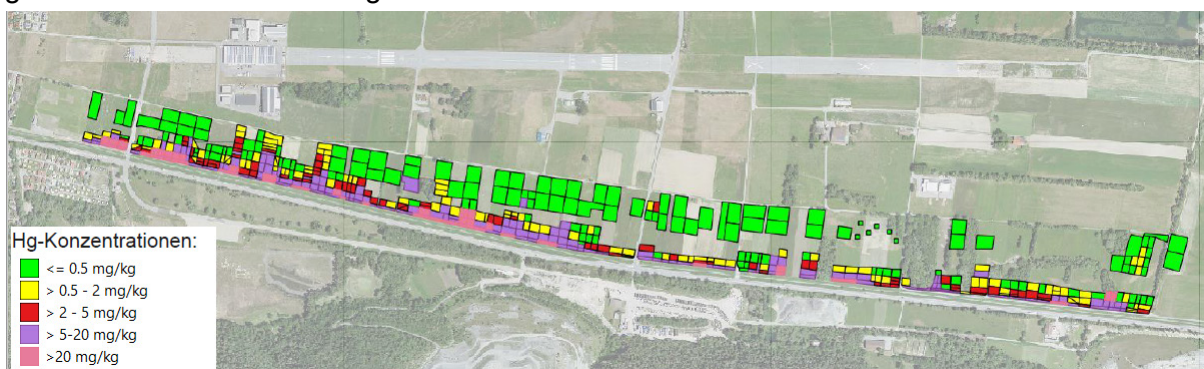 Hg-Konzentrationen:
<= 0.5 mg/kg
> 0.5 - 2 mg/kg
> 2 - 5 mg/kg
> 5-20 mg/kg
>20 mg/kg